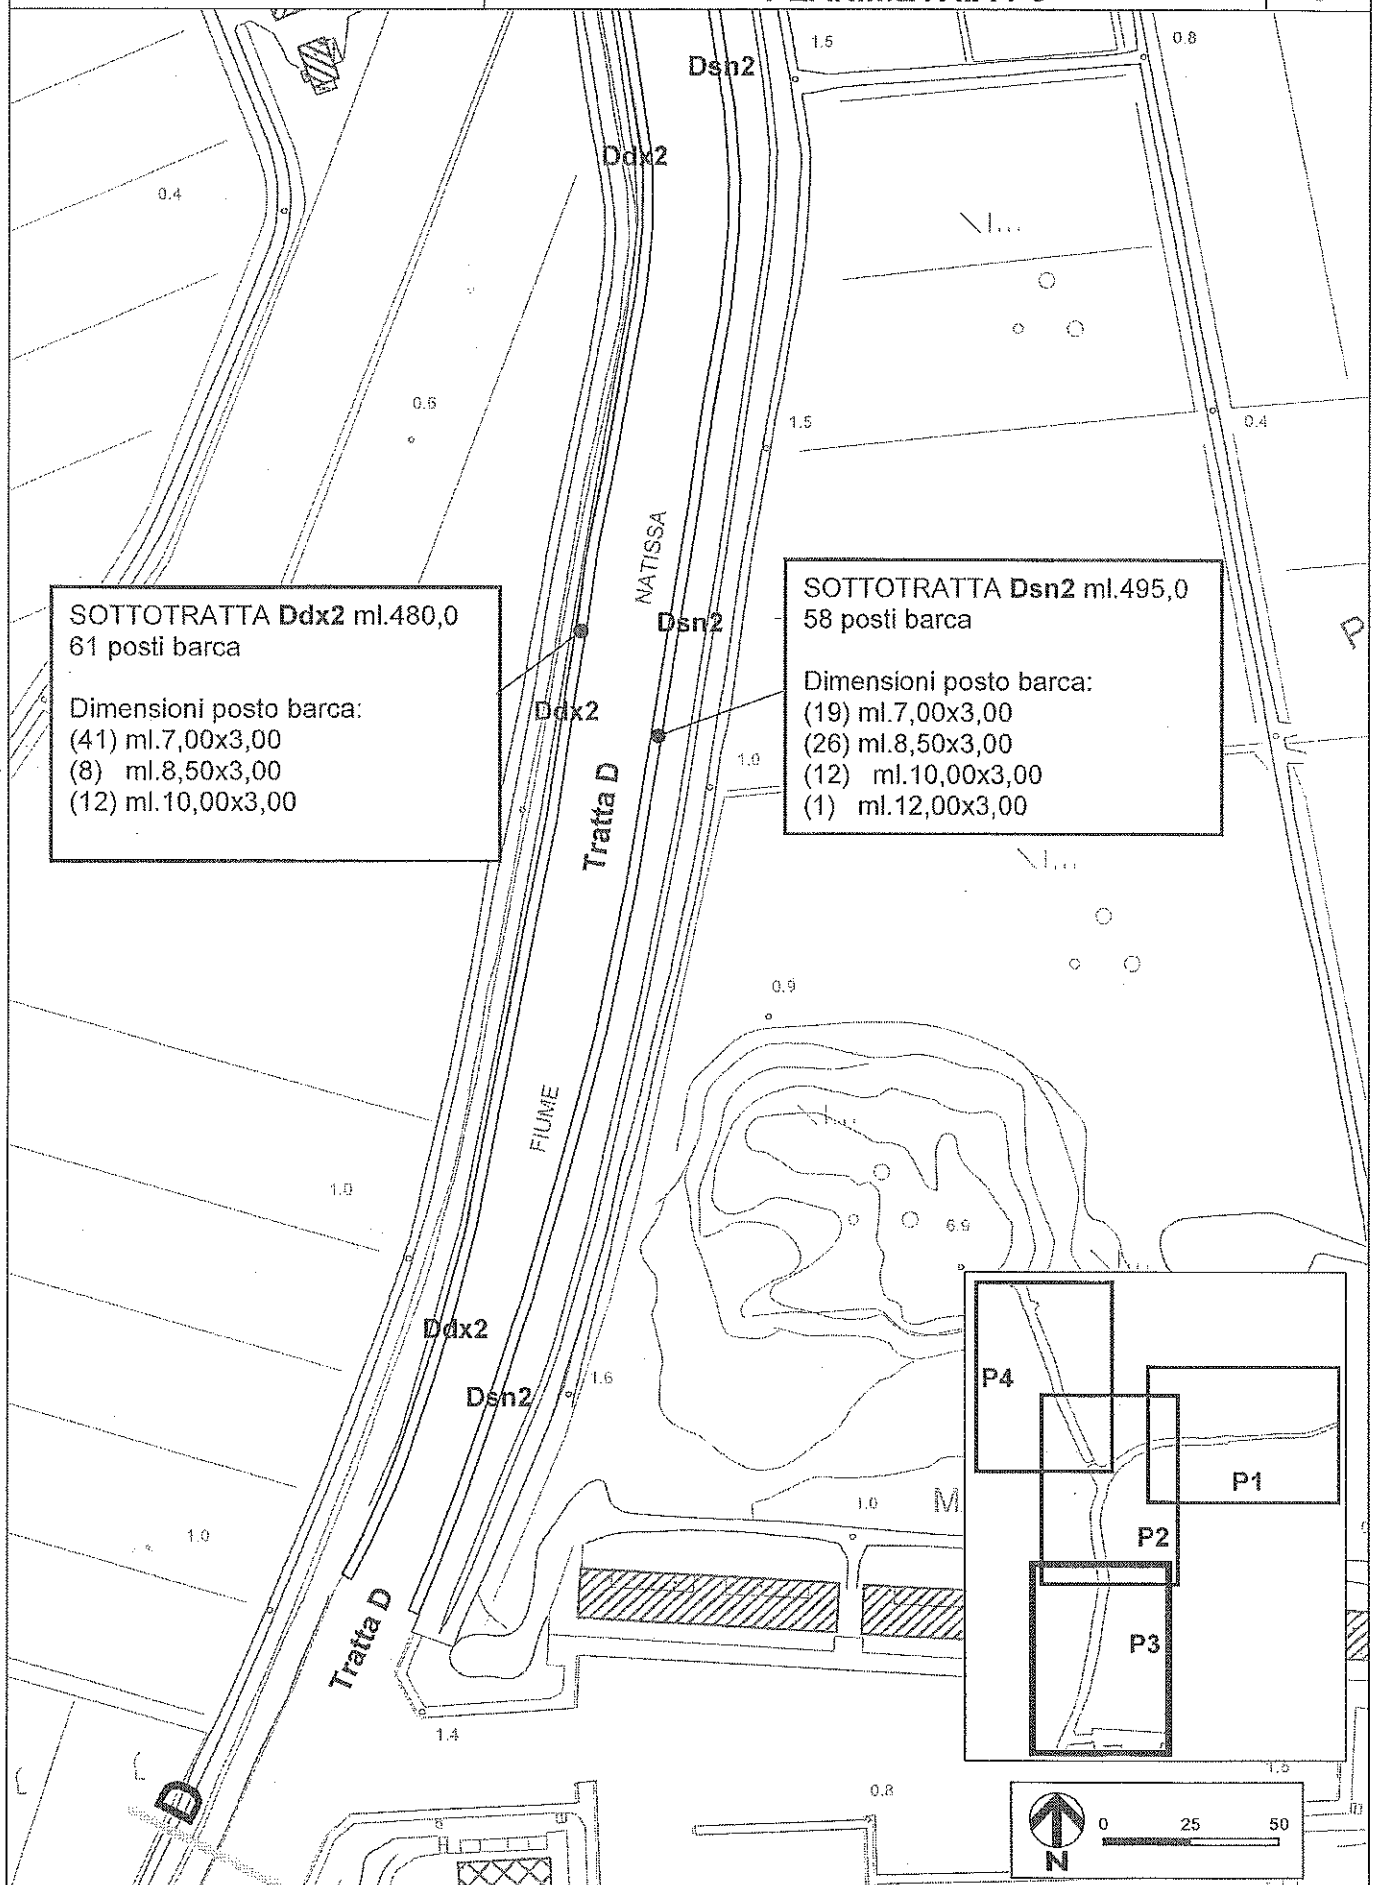 Dsn2
1.5
0.8
Ddx2
0.4
0.6
1.5
0.4
NATISSA
SOTTOTRATTA Ddx2 ml.480,0
61 posti barca
Dimensioni posto barca:
(41) ml.7,00x3,00
(8) ml.8,50x3,00
(12) ml.10,00x3,00
SOTTOTRATTA Dsn2 ml.495,0
58 posti barca
Dimensioni posto barca:
(19) ml.7,00x3,00
(26) ml.8,50x3,00
(12) ml.10,00x3,00
(1) ml.12,00x3,00
Dsn2
P
Ddx2
1.0
Tratta D
0.9
FIUME
1.0
6.9
Ddx2
Dsn2
1.6
1.0
M
1.0
Tratta D
1.4
P4
P1
P2
P3
D
0.8
0 25 50
N